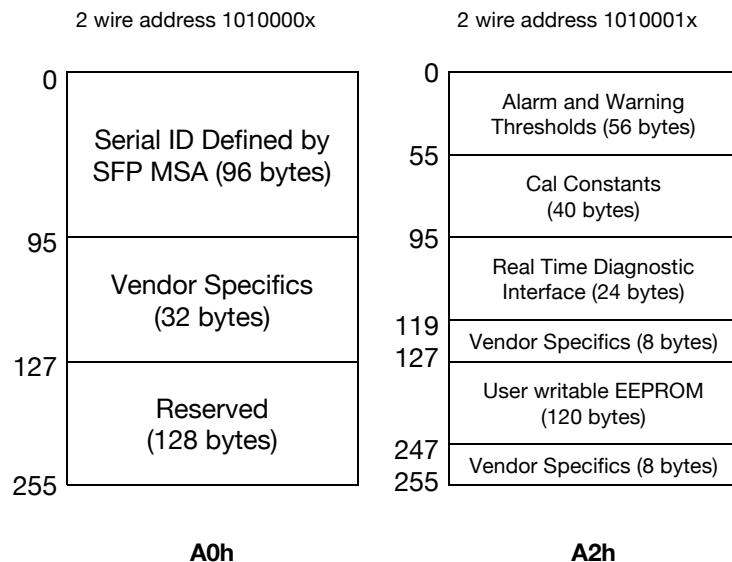 2 wire address 1010000x
0
Serial ID Defined by
SFP MSA (96 bytes)
95
Vendor Specifics
(32 bytes)
127
Reserved
(128 bytes)
255
A0h
2 wire address 1010001x
0
Alarm and Warning
Thresholds (56 bytes)
55
Cal Constants
(40 bytes)
95
Real Time Diagnostic
Interface (24 bytes)
119
Vendor Specifics (8 bytes)
127
User writable EEPROM
(120 bytes)
247
Vendor Specifics (8 bytes)
255
A2h